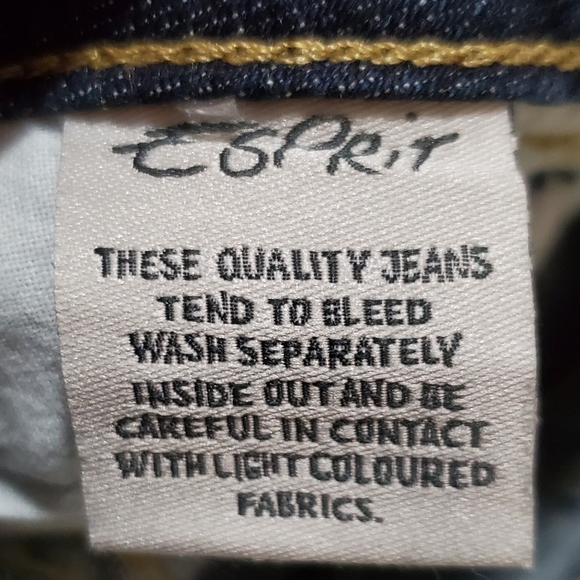 Esprit
THESE QUALITY JEANS
TEND TO BLEED
WASH SEPARATELY
INSIDE OUT AND BE
CAREFUL IN CONTACT
WITH LIGHT COLOURED
FABRICS.